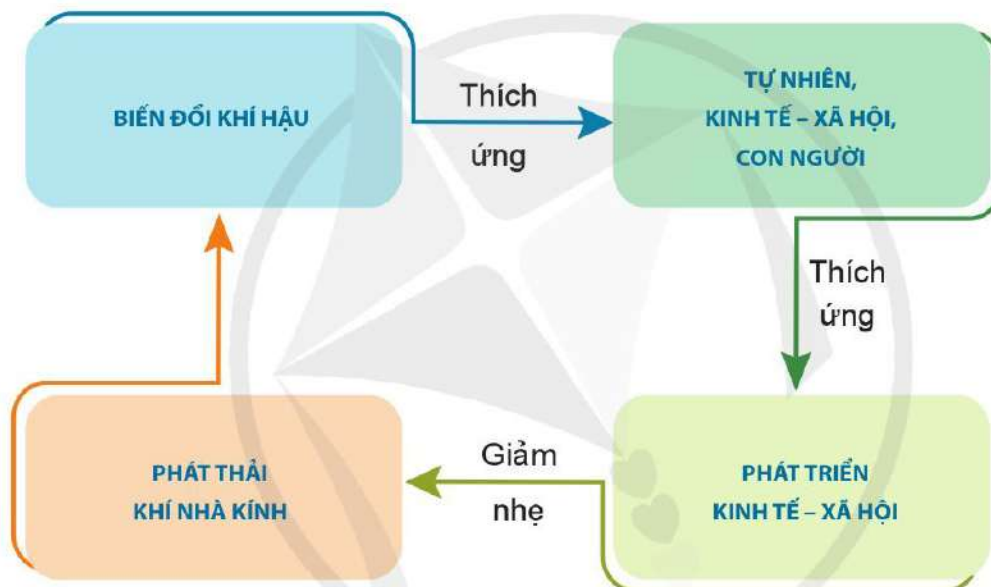 BIẾN ĐỔI KHÍ HẬU
Thích
ứng
TỰ NHIÊN,
KINH TẾ – XÃ HỘI,
CON NGƯỜI
Thích
ứng
PHÁT THẢI
KHÍ NHÀ KÍNH
Giảm
nhẹ
PHÁT TRIỂN
KINH TẾ – XÃ HỘI